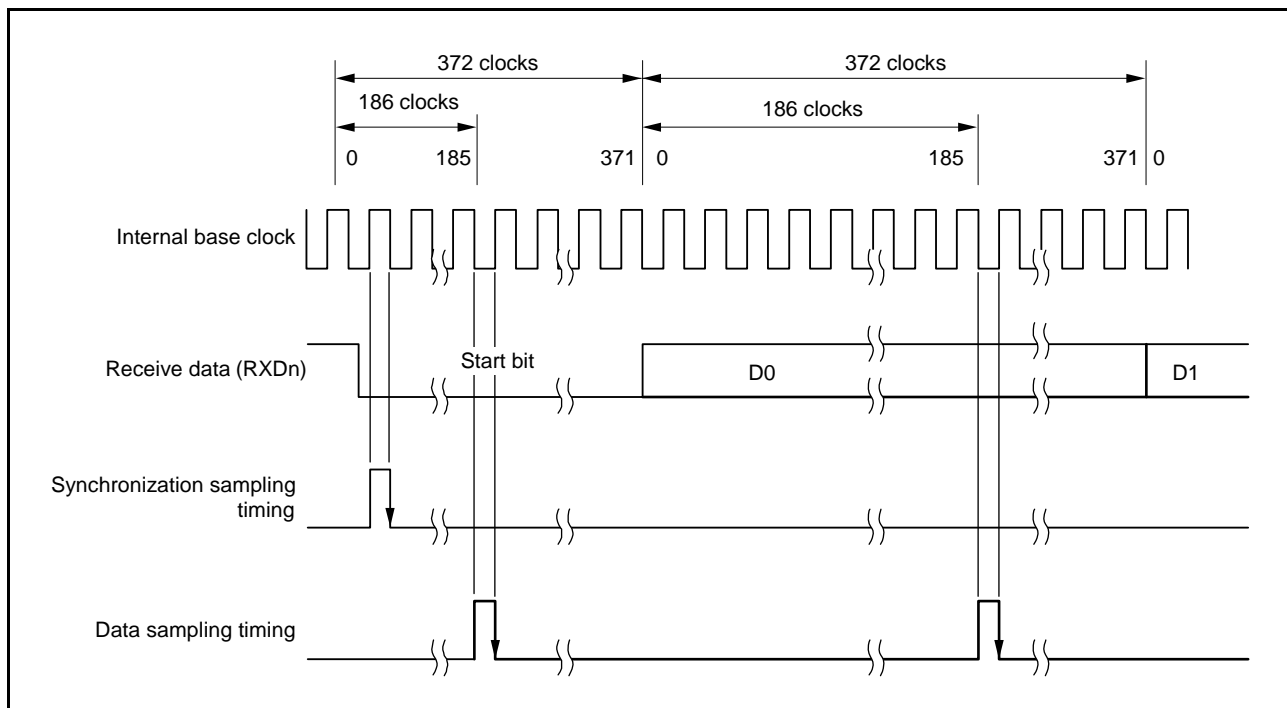 372 clocks 372 clocks
186 clocks 186 clocks
0 185 371 0 185 371 0
Internal base clock
Receive data (RXDn) Start bit D0 D1
Synchronization sampling
timing
Data sampling timing